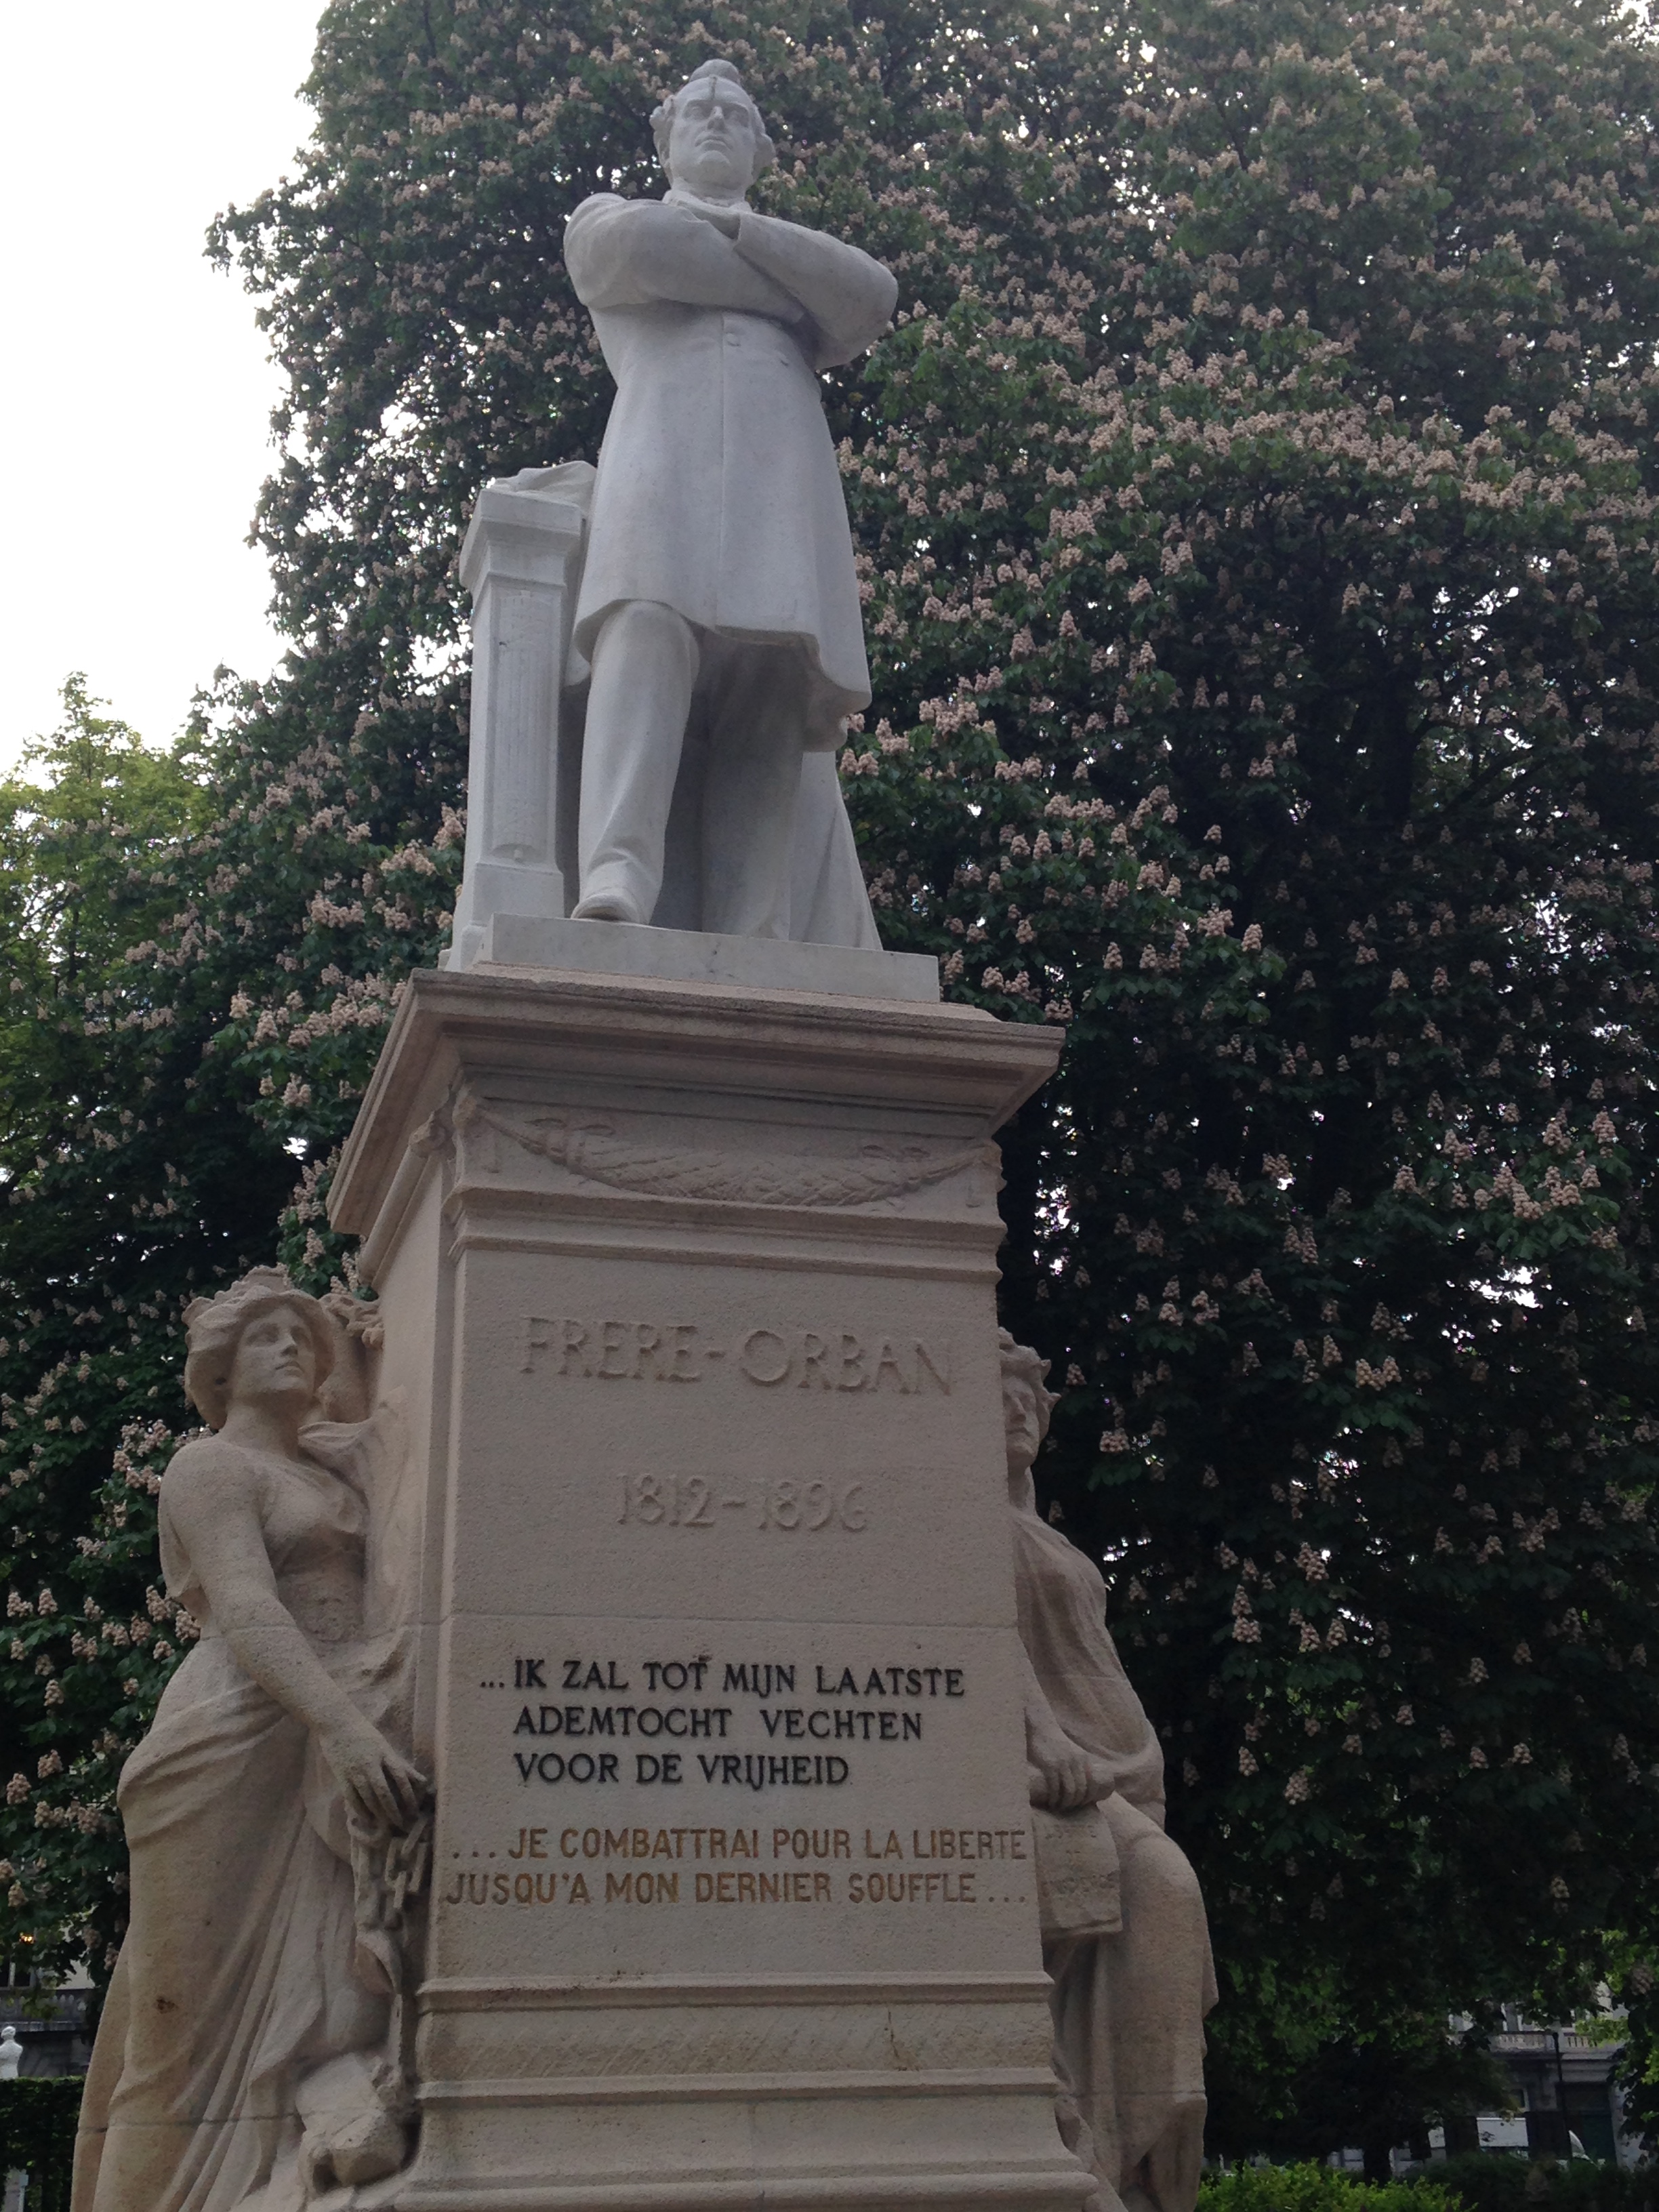 FRERE-ORBAN
1812-1896
...IK ZAL TOT MIJN LAATSTE
ADEMTOCHT VECHTEN
VOOR DE VRIJHEID
...JE COMBATTRAI POUR LA LIBERTE
JUSQU'A MON DERNIER SOUFFLE...